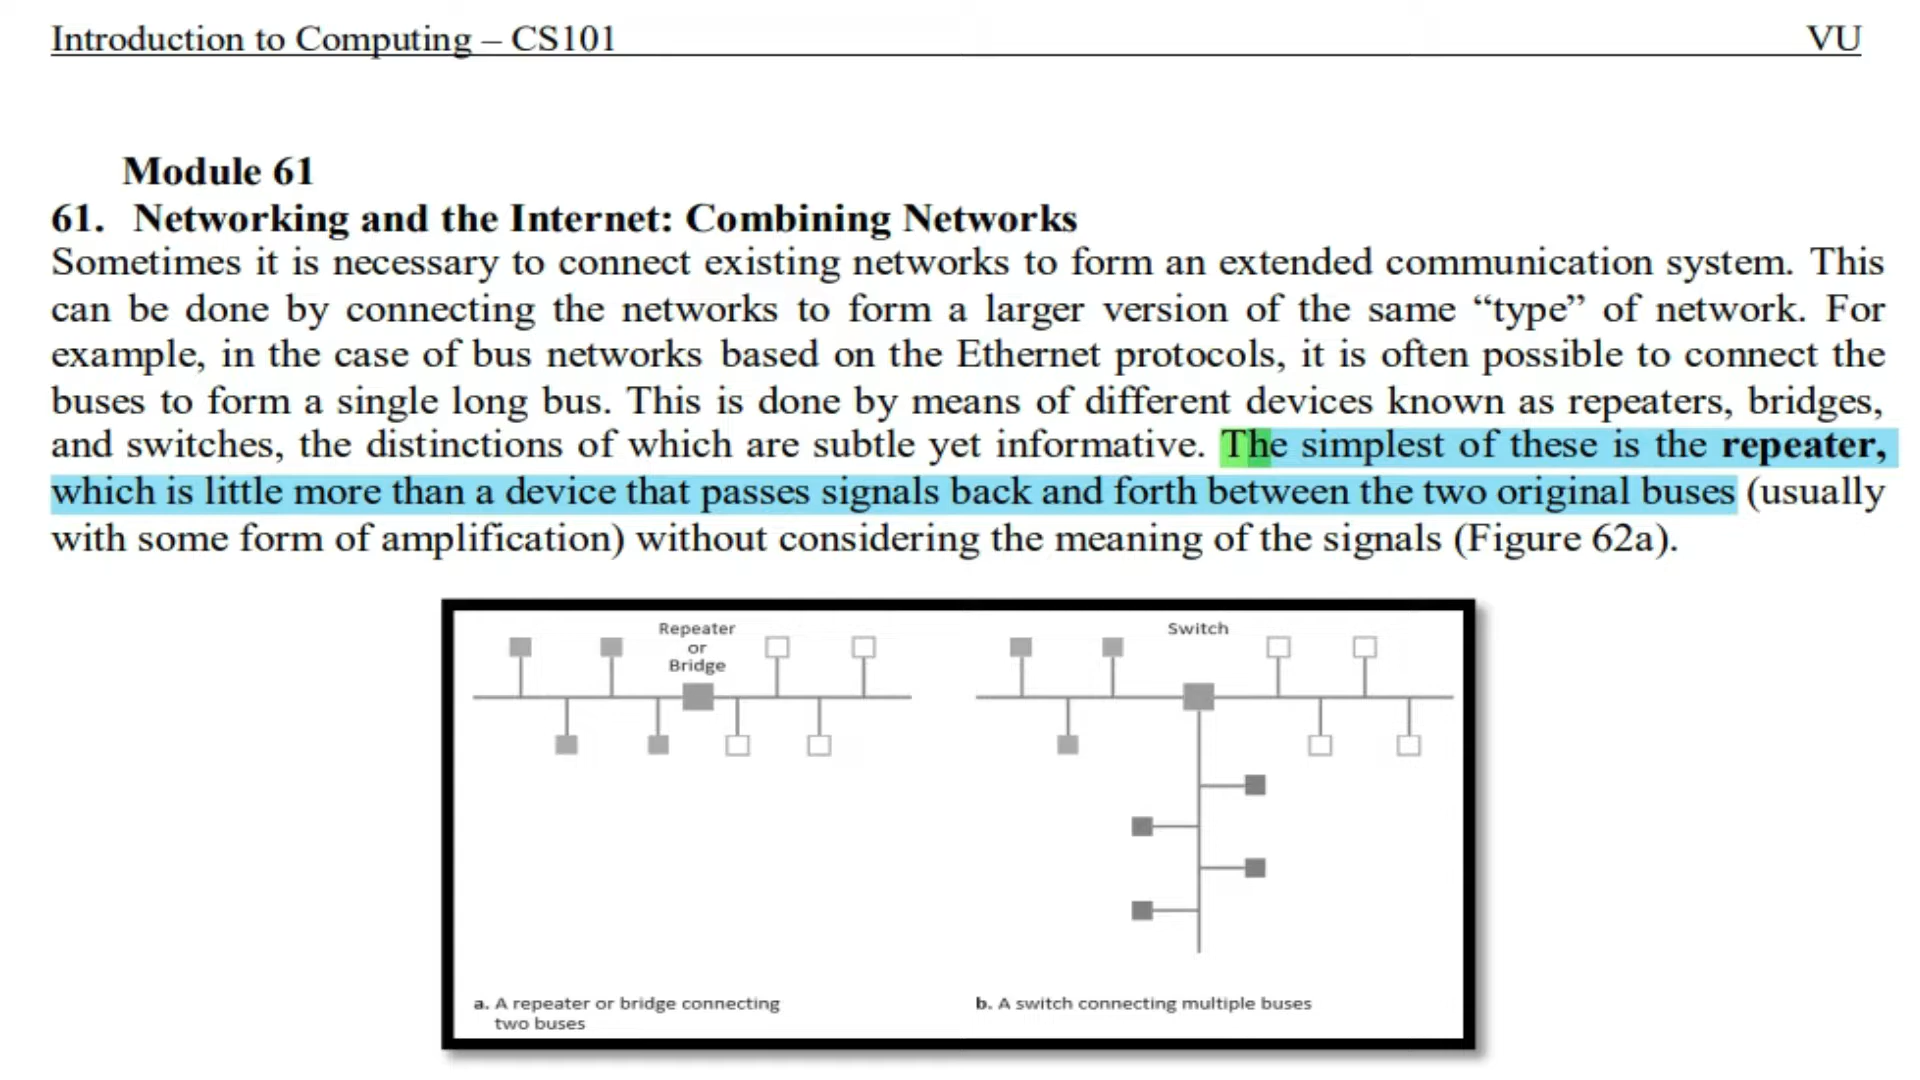 Introduction to Computing – CS101 VU
Module 61
61. Networking and the Internet: Combining Networks
Sometimes it is necessary to connect existing networks to form an extended communication system. This
can be done by connecting the networks to form a larger version of the same “type” of network. For
example, in the case of bus networks based on the Ethernet protocols, it is often possible to connect the
buses to form a single long bus. This is done by means of different devices known as repeaters, bridges,
and switches, the distinctions of which are subtle yet informative. The simplest of these is the repeater,
which is little more than a device that passes signals back and forth between the two original buses (usually
with some form of amplification) without considering the meaning of the signals (Figure 62a).
Repeater
or
Bridge
Switch
a. A repeater or bridge connecting
two buses
b. A switch connecting multiple buses